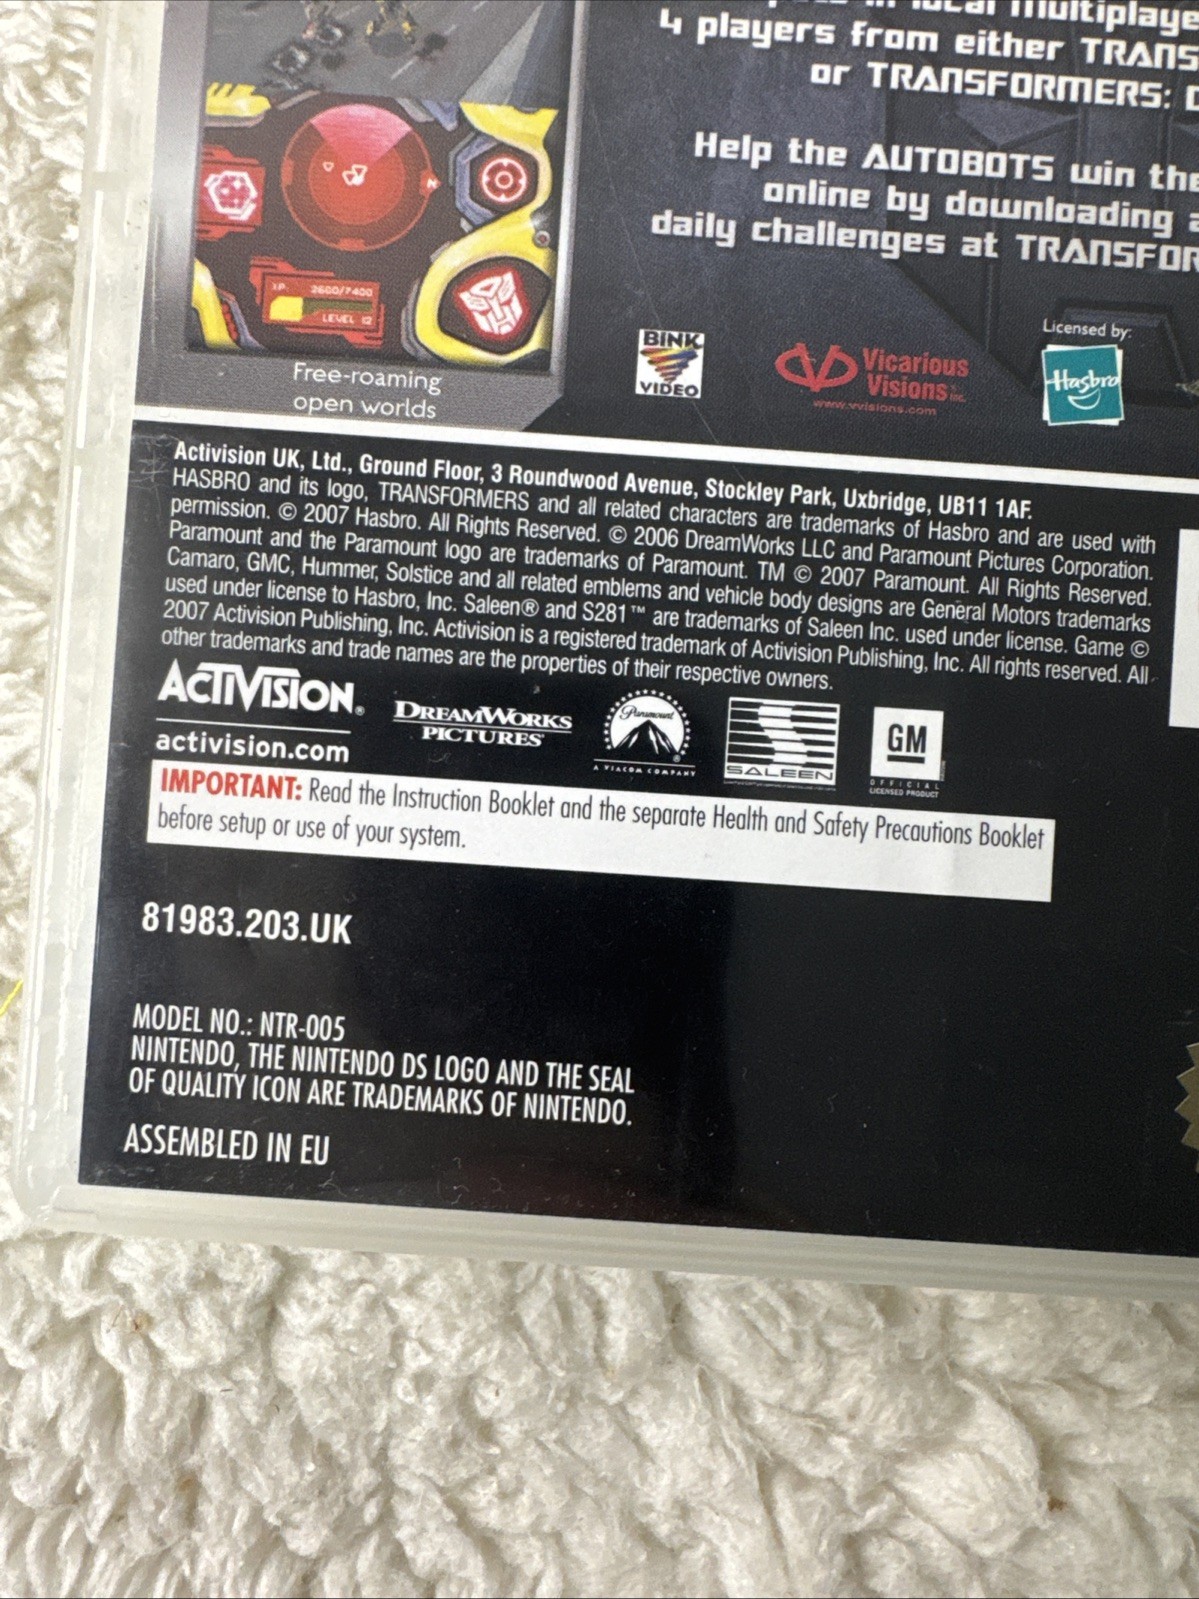 in local multiplaye
4 players from either TRANS
or TRANSFORMERS:
Help the AUTOBOTS win the
online by downloading
daily challenges at TRANSFOR
N
XP. 2600/7400
LEVEL 12
Free-roaming
open worlds
BINK
VIDEO
Vicarious
Visions inc.
www.vvisions.com
Licensed by:
Hasbro
Activision UK, Ltd., Ground Floor, 3 Roundwood Avenue, Stockley Park, Uxbridge, UB11 1AF.
HASBRO and its logo, TRANSFORMERS and all related characters are trademarks of Hasbro and are used with
permission. © 2007 Hasbro. All Rights Reserved. © 2006 DreamWorks LLC and Paramount Pictures Corporation.
Paramount and the Paramount logo are trademarks of Paramount. TM © 2007 Paramount. All Rights Reserved.
Camaro, GMC, Hummer, Solstice and all related emblems and vehicle body designs are General Motors trademarks
used under license to Hasbro, Inc. Saleen® and S281™ are trademarks of Saleen Inc. used under license. Game ©
2007 Activision Publishing, Inc. Activision is a registered trademark of Activision Publishing, Inc. All rights reserved. All
other trademarks and trade names are the properties of their respective owners.
ACTIVISION®
activision.com
DREAMWORKS
PICTURES
Paramount
A VIACOM COMPANY
SALEEN
GM
OFFICIAL
LICENSED PRODUCT
IMPORTANT: Read the Instruction Booklet and the separate Health and Safety Precautions Booklet
before setup or use of your system.
81983.203.UK
MODEL NO.: NTR-005
NINTENDO, THE NINTENDO DS LOGO AND THE SEAL
OF QUALITY ICON ARE TRADEMARKS OF NINTENDO.
ASSEMBLED IN EU